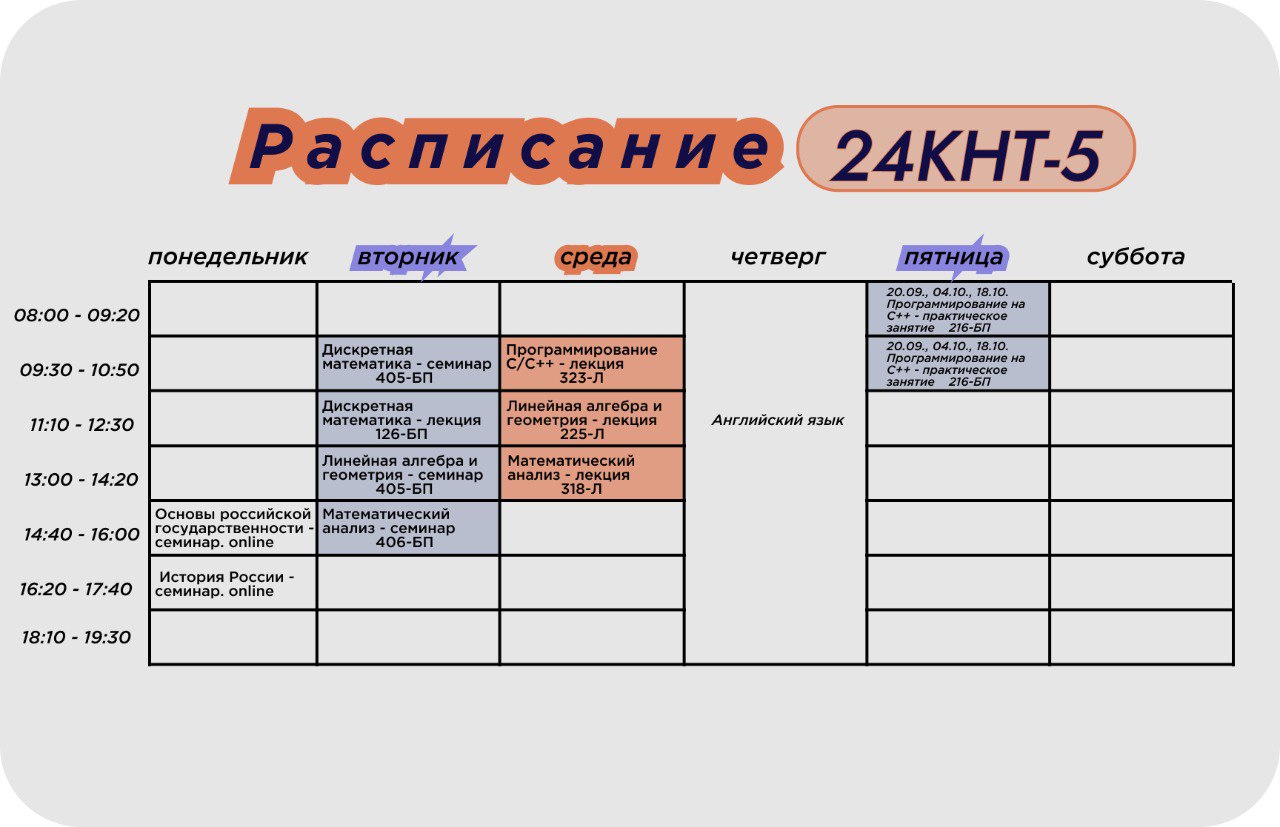 Расписание 24КНТ-5
понедельник вторник среда четверг пятница суббота
08:00 - 09:20
20.09., 04.10., 18.10.
Программирование на
С++ - практическое
занятие 216-БП
09:30 - 10:50
Дискретная
математика - семинар
405-БП
Программирование
С/С++ - лекция
323-Л
20.09., 04.10., 18.10.
Программирование на
С++ - практическое
занятие 216-БП
11:10 - 12:30
Дискретная
математика - лекция
126-БП
Линейная алгебра и
геометрия - лекция
225-Л
Английский язык
13:00 - 14:20
Линейная алгебра и
геометрия - семинар
405-БП
Математический
анализ - лекция
318-Л
14:40 - 16:00
Основы российской
государственности -
семинар. online
Математический
анализ - семинар
406-БП
16:20 - 17:40
История России -
семинар. online
18:10 - 19:30